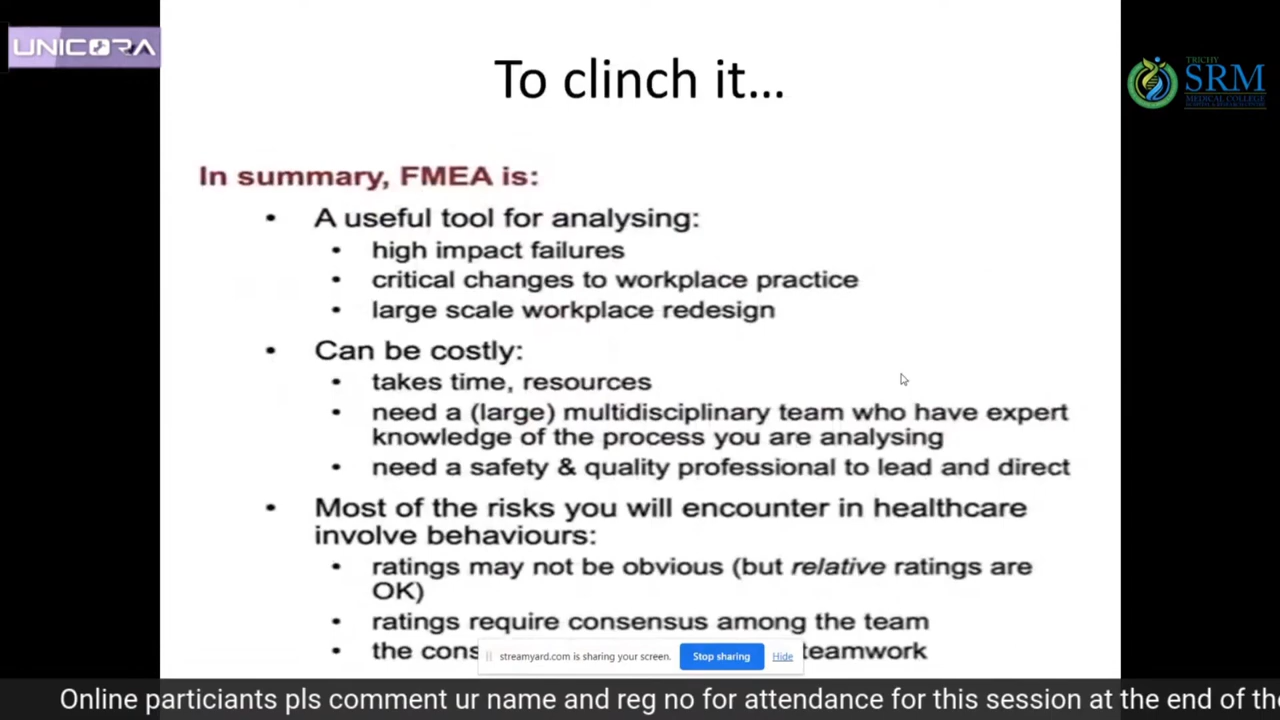 UNICORA
To clinch it...
TRICHY
SRM
MEDICAL COLLEGE
In summary, FMEA is:
• A useful tool for analysing:
• high impact failures
• critical changes to workplace practice
• large scale workplace redesign
• Can be costly:
• takes time, resources
• need a (large) multidisciplinary team who have expert
knowledge of the process you are analysing
• need a safety & quality professional to lead and direct
• Most of the risks you will encounter in healthcare
involve behaviours:
• ratings may not be obvious (but relative ratings are
OK)
• ratings require consensus among the team
• the cons teamwork
streamyard.com is sharing your screen. Stop sharing Hide
Online particiants pls comment ur name and reg no for attendance for this session at the end of the